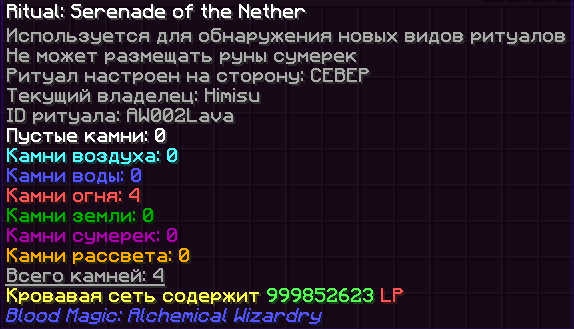 Ritual: Serenade of the Nether
Используется для обнаружения новых видов ритуалов
Не может размещать руны сумерек
Ритуал настроен на сторону: СЕВЕР
Текущий владелец: Himisu
ID ритуала: AW002Lava
Пустые камни: 0
Камни воздуха: 0
Камни воды: 0
Камни огня: 4
Камни земли: 0
Камни сумерек: 0
Камни рассвета: 0
Всего камней: 4
Кровавая сеть содержит 999852623 LP
Blood Magic: Alchemical Wizardry